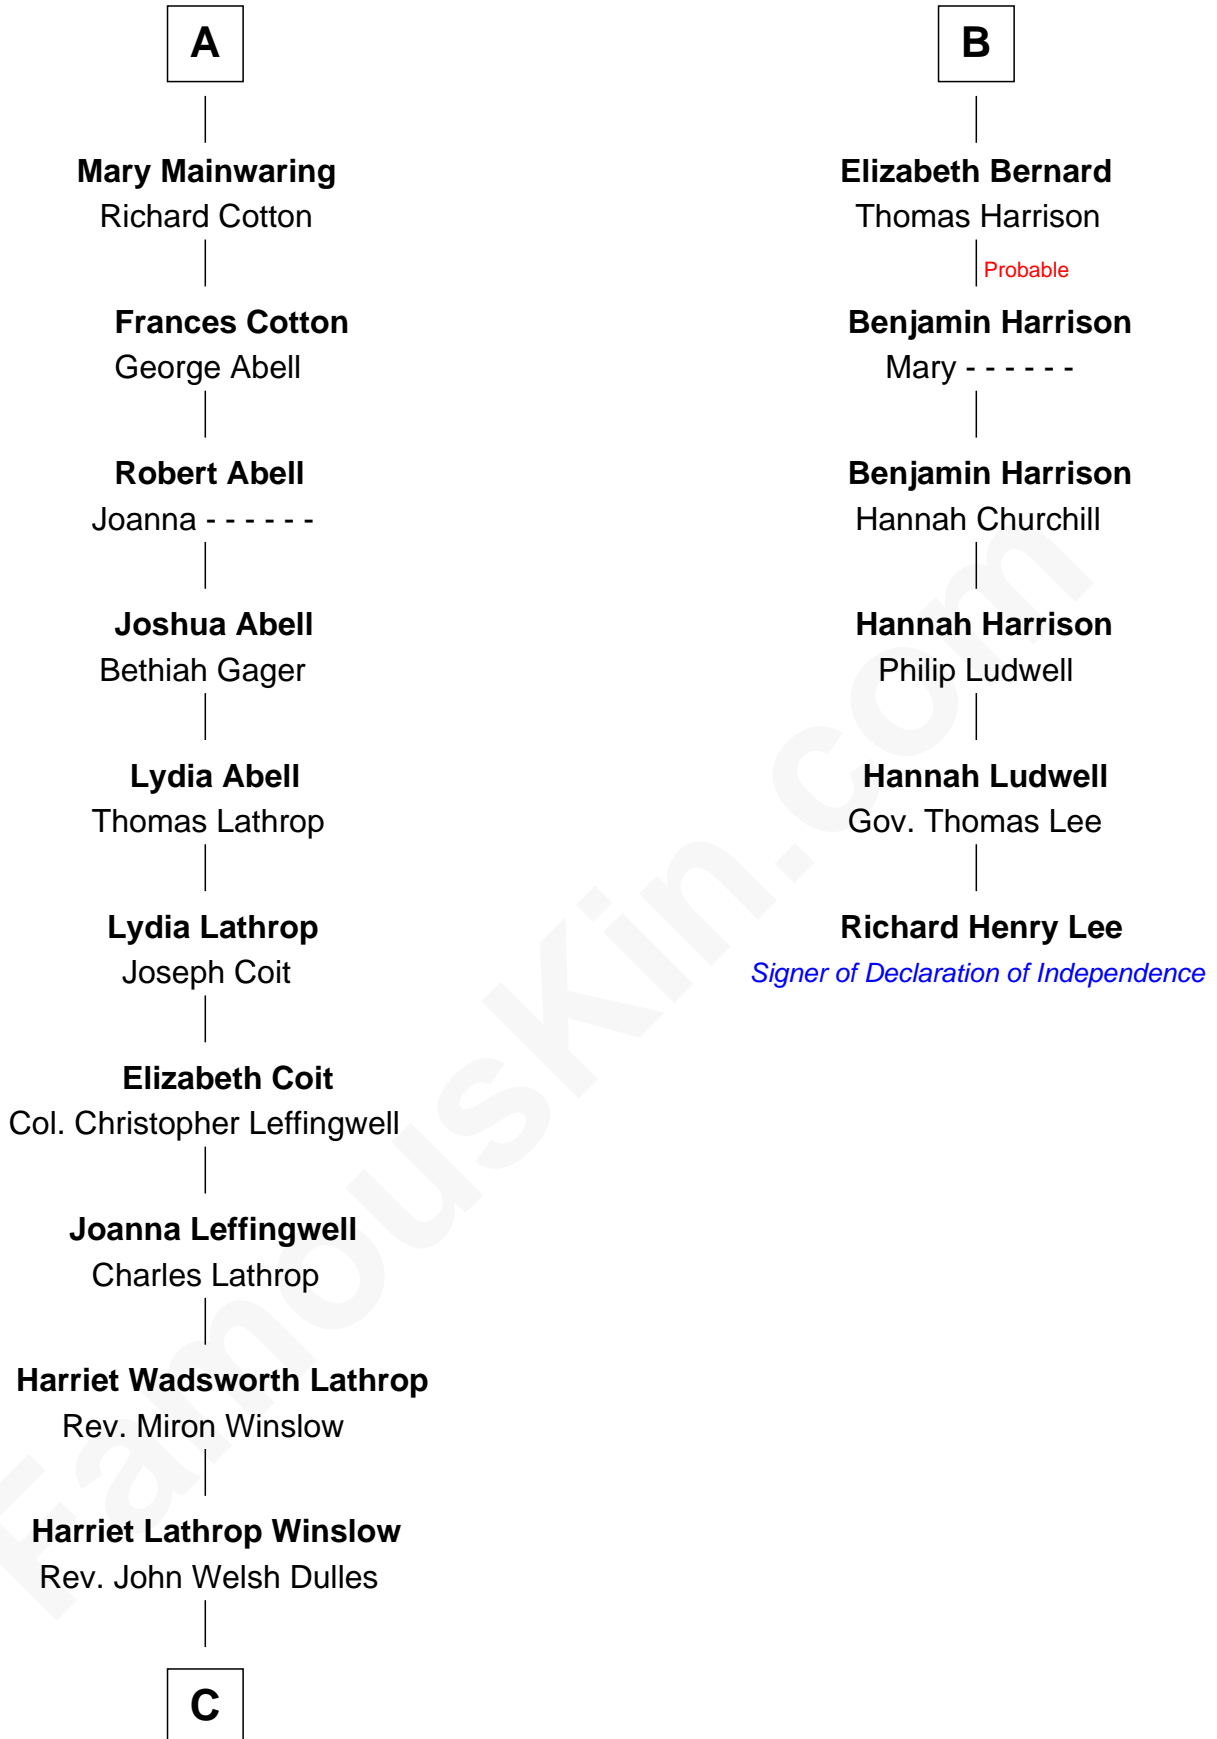 A
Mary Mainwaring
Richard Cotton
Frances Cotton
George Abell
Robert Abell
Joanna - - - - - -
Joshua Abell
Bethiah Gager
Lydia Abell
Thomas Lathrop
Lydia Lathrop
Joseph Coit
Elizabeth Coit
Col. Christopher Leffingwell
Joanna Leffingwell
Charles Lathrop
Harriet Wadsworth Lathrop
Rev. Miron Winslow
Harriet Lathrop Winslow
Rev. John Welsh Dulles
C
B
Elizabeth Bernard
Thomas Harrison
Probable
Benjamin Harrison
Mary - - - - - -
Benjamin Harrison
Hannah Churchill
Hannah Harrison
Philip Ludwell
Hannah Ludwell
Gov. Thomas Lee
Richard Henry Lee
Signer of Declaration of Independence
FamousKin.com